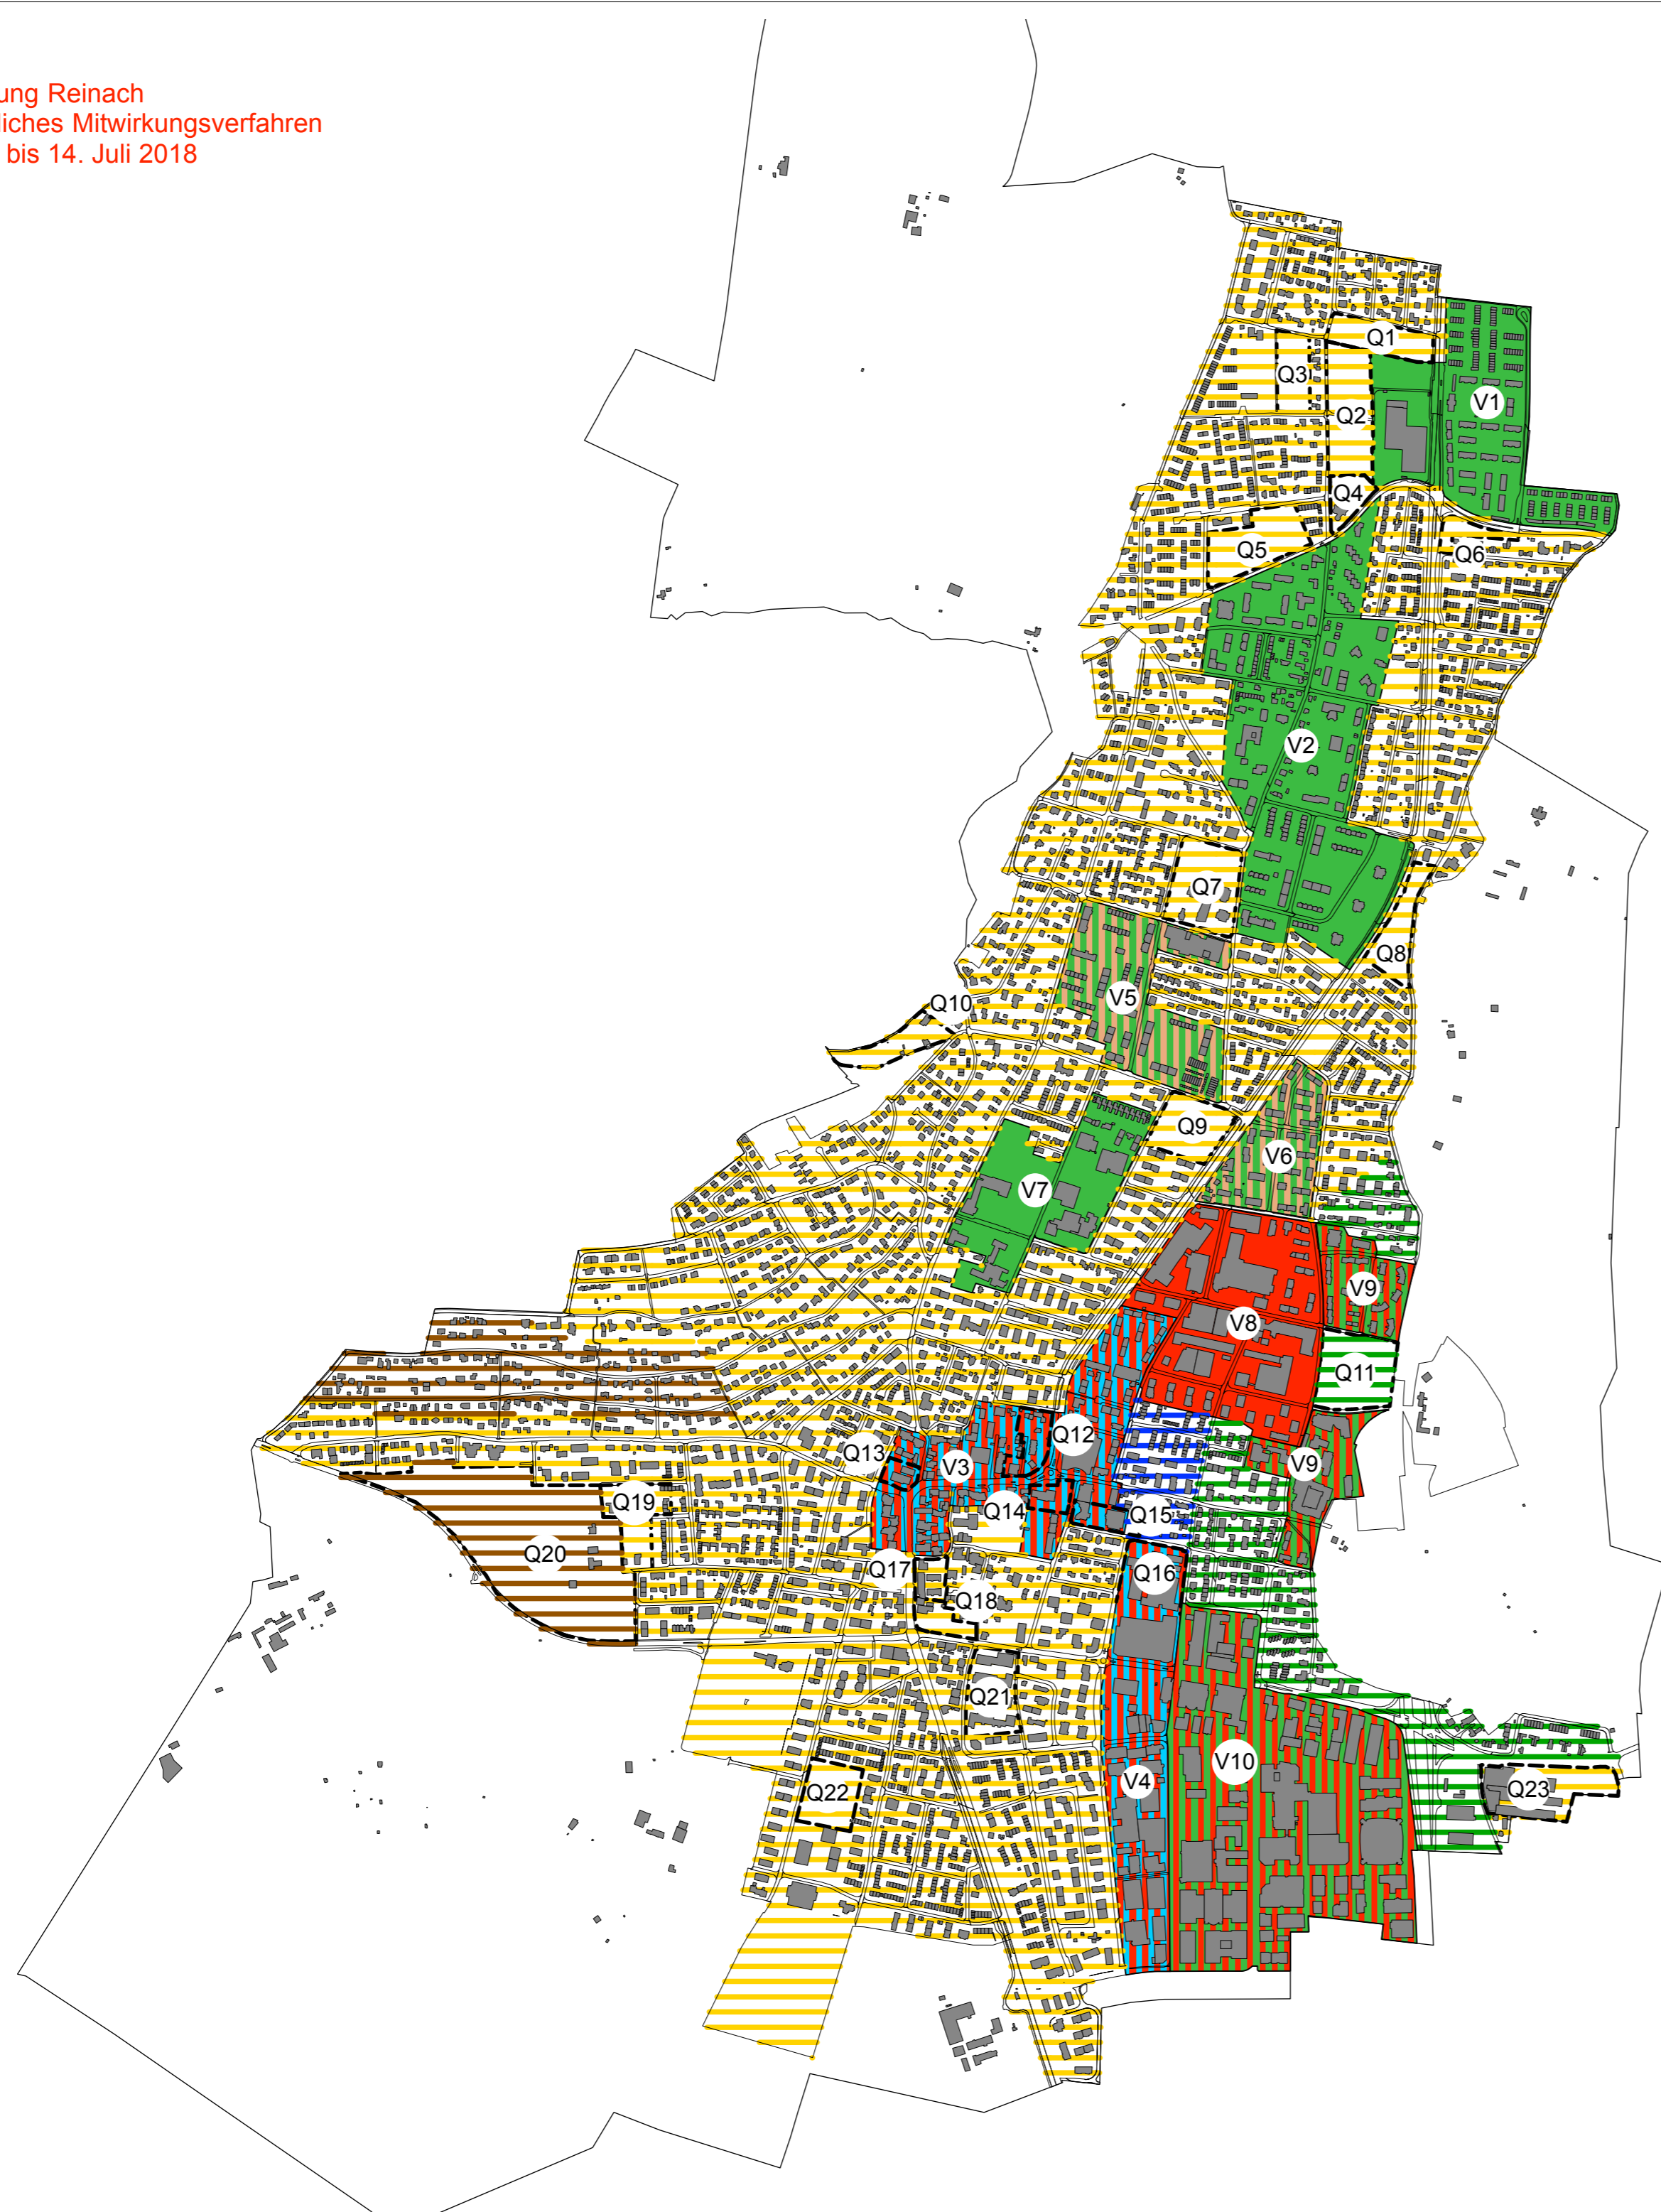 ung Reinach
liches Mitwirkungsverfahren
bis 14. Juli 2018
Q1
Q3
V1
Q2
Q4
Q5
Q6
V2
Q7
Q8
V5
Q10
Q9
V6
V7
V9
V8
Q11
Q12
Q13
V3
V9
Q19
Q14
Q15
Q20
Q17
Q16
Q18
Q21
V10
V4
Q22
Q23